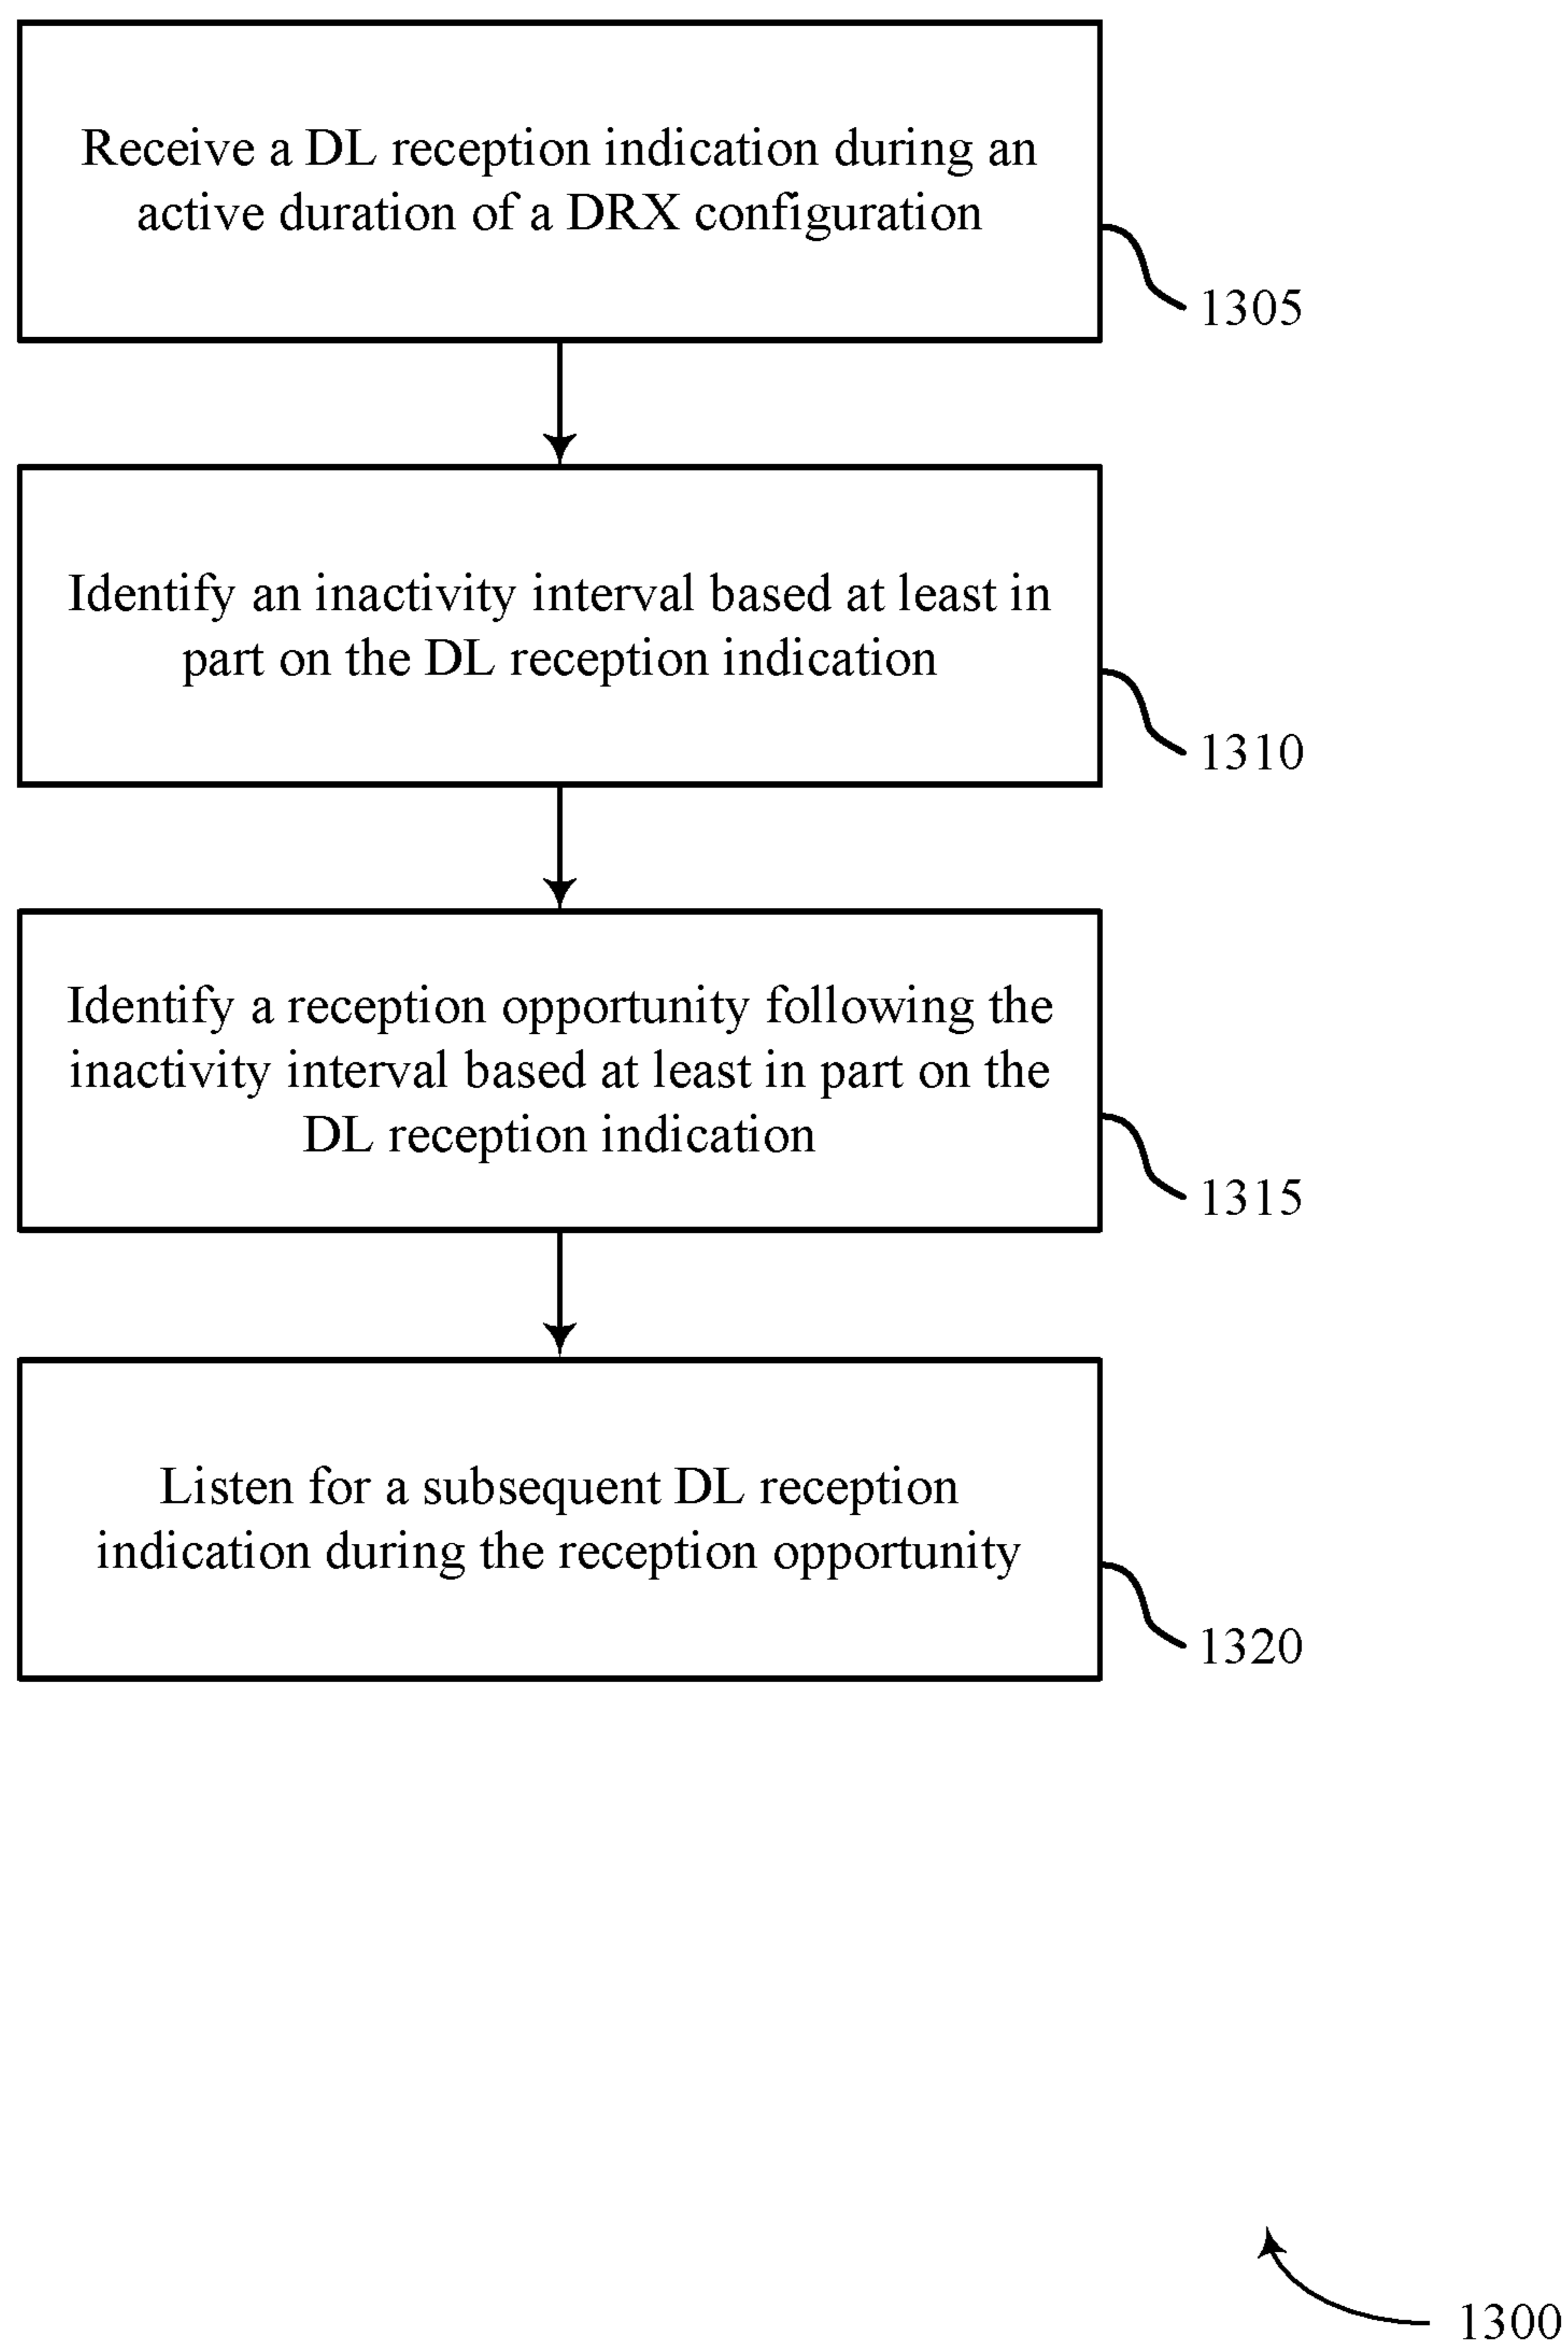 Receive a DL reception indication during an
active duration of a DRX configuration
1305
Identify an inactivity interval based at least in
part on the DL reception indication
1310
Identify a reception opportunity following the
inactivity interval based at least in part on the
DL reception indication
1315
Listen for a subsequent DL reception
indication during the reception opportunity
1320
1300